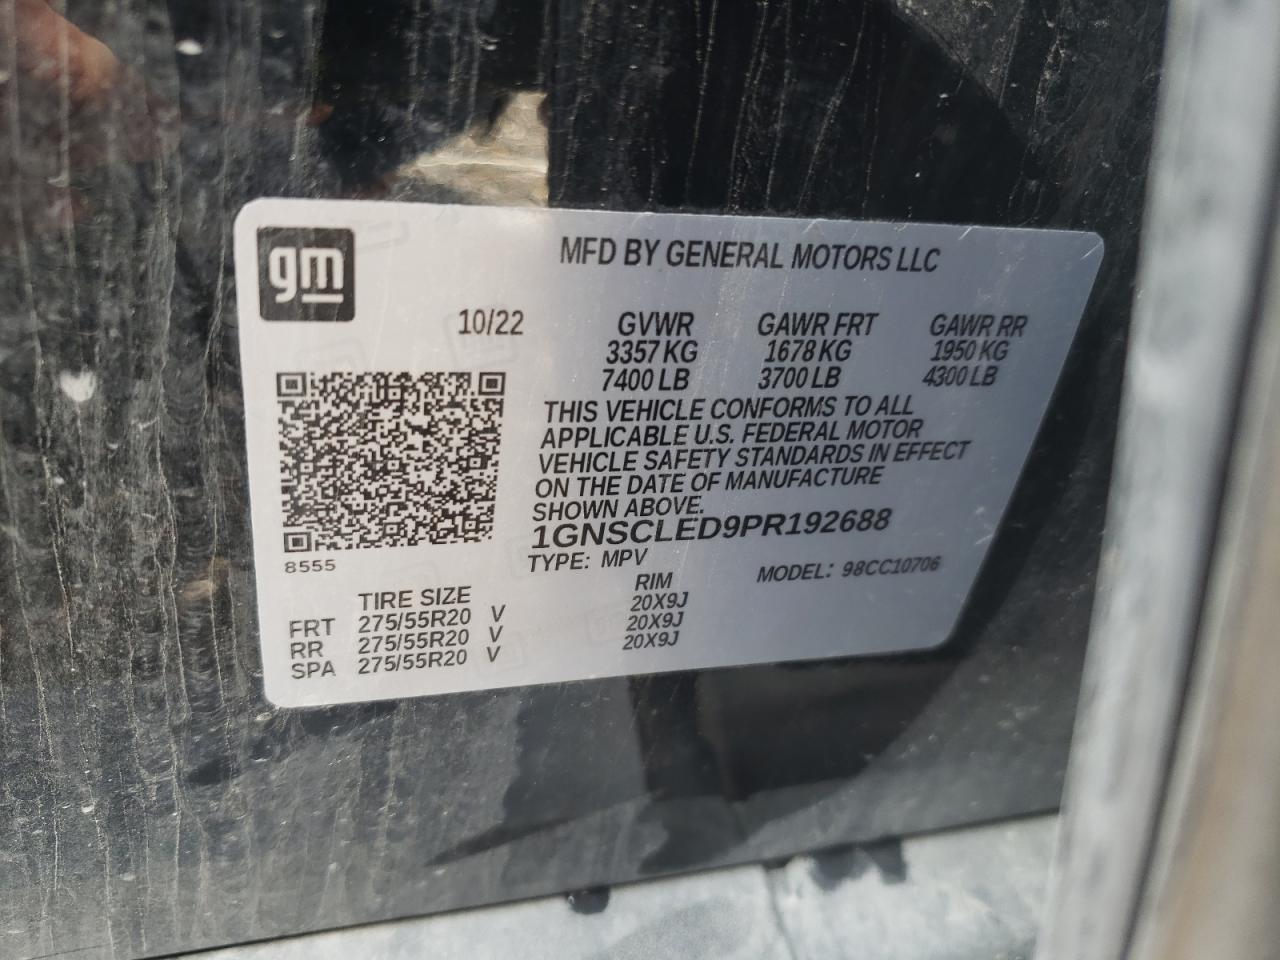 gm
MFD BY GENERAL MOTORS LLC
10/22 GVWR GAWR FRT GAWR RR
3357 KG 1678 KG 1950 KG
7400 LB 3700 LB 4300 LB
THIS VEHICLE CONFORMS TO ALL
APPLICABLE U.S. FEDERAL MOTOR
VEHICLE SAFETY STANDARDS IN EFFECT
ON THE DATE OF MANUFACTURE
SHOWN ABOVE.
1GNSCLED9PR192688
8555 TYPE: MPV MODEL: 98CC10706
TIRE SIZE RIM
FRT 275/55R20 V 20X9J
RR 275/55R20 V 20X9J
SPA 275/55R20 V 20X9J